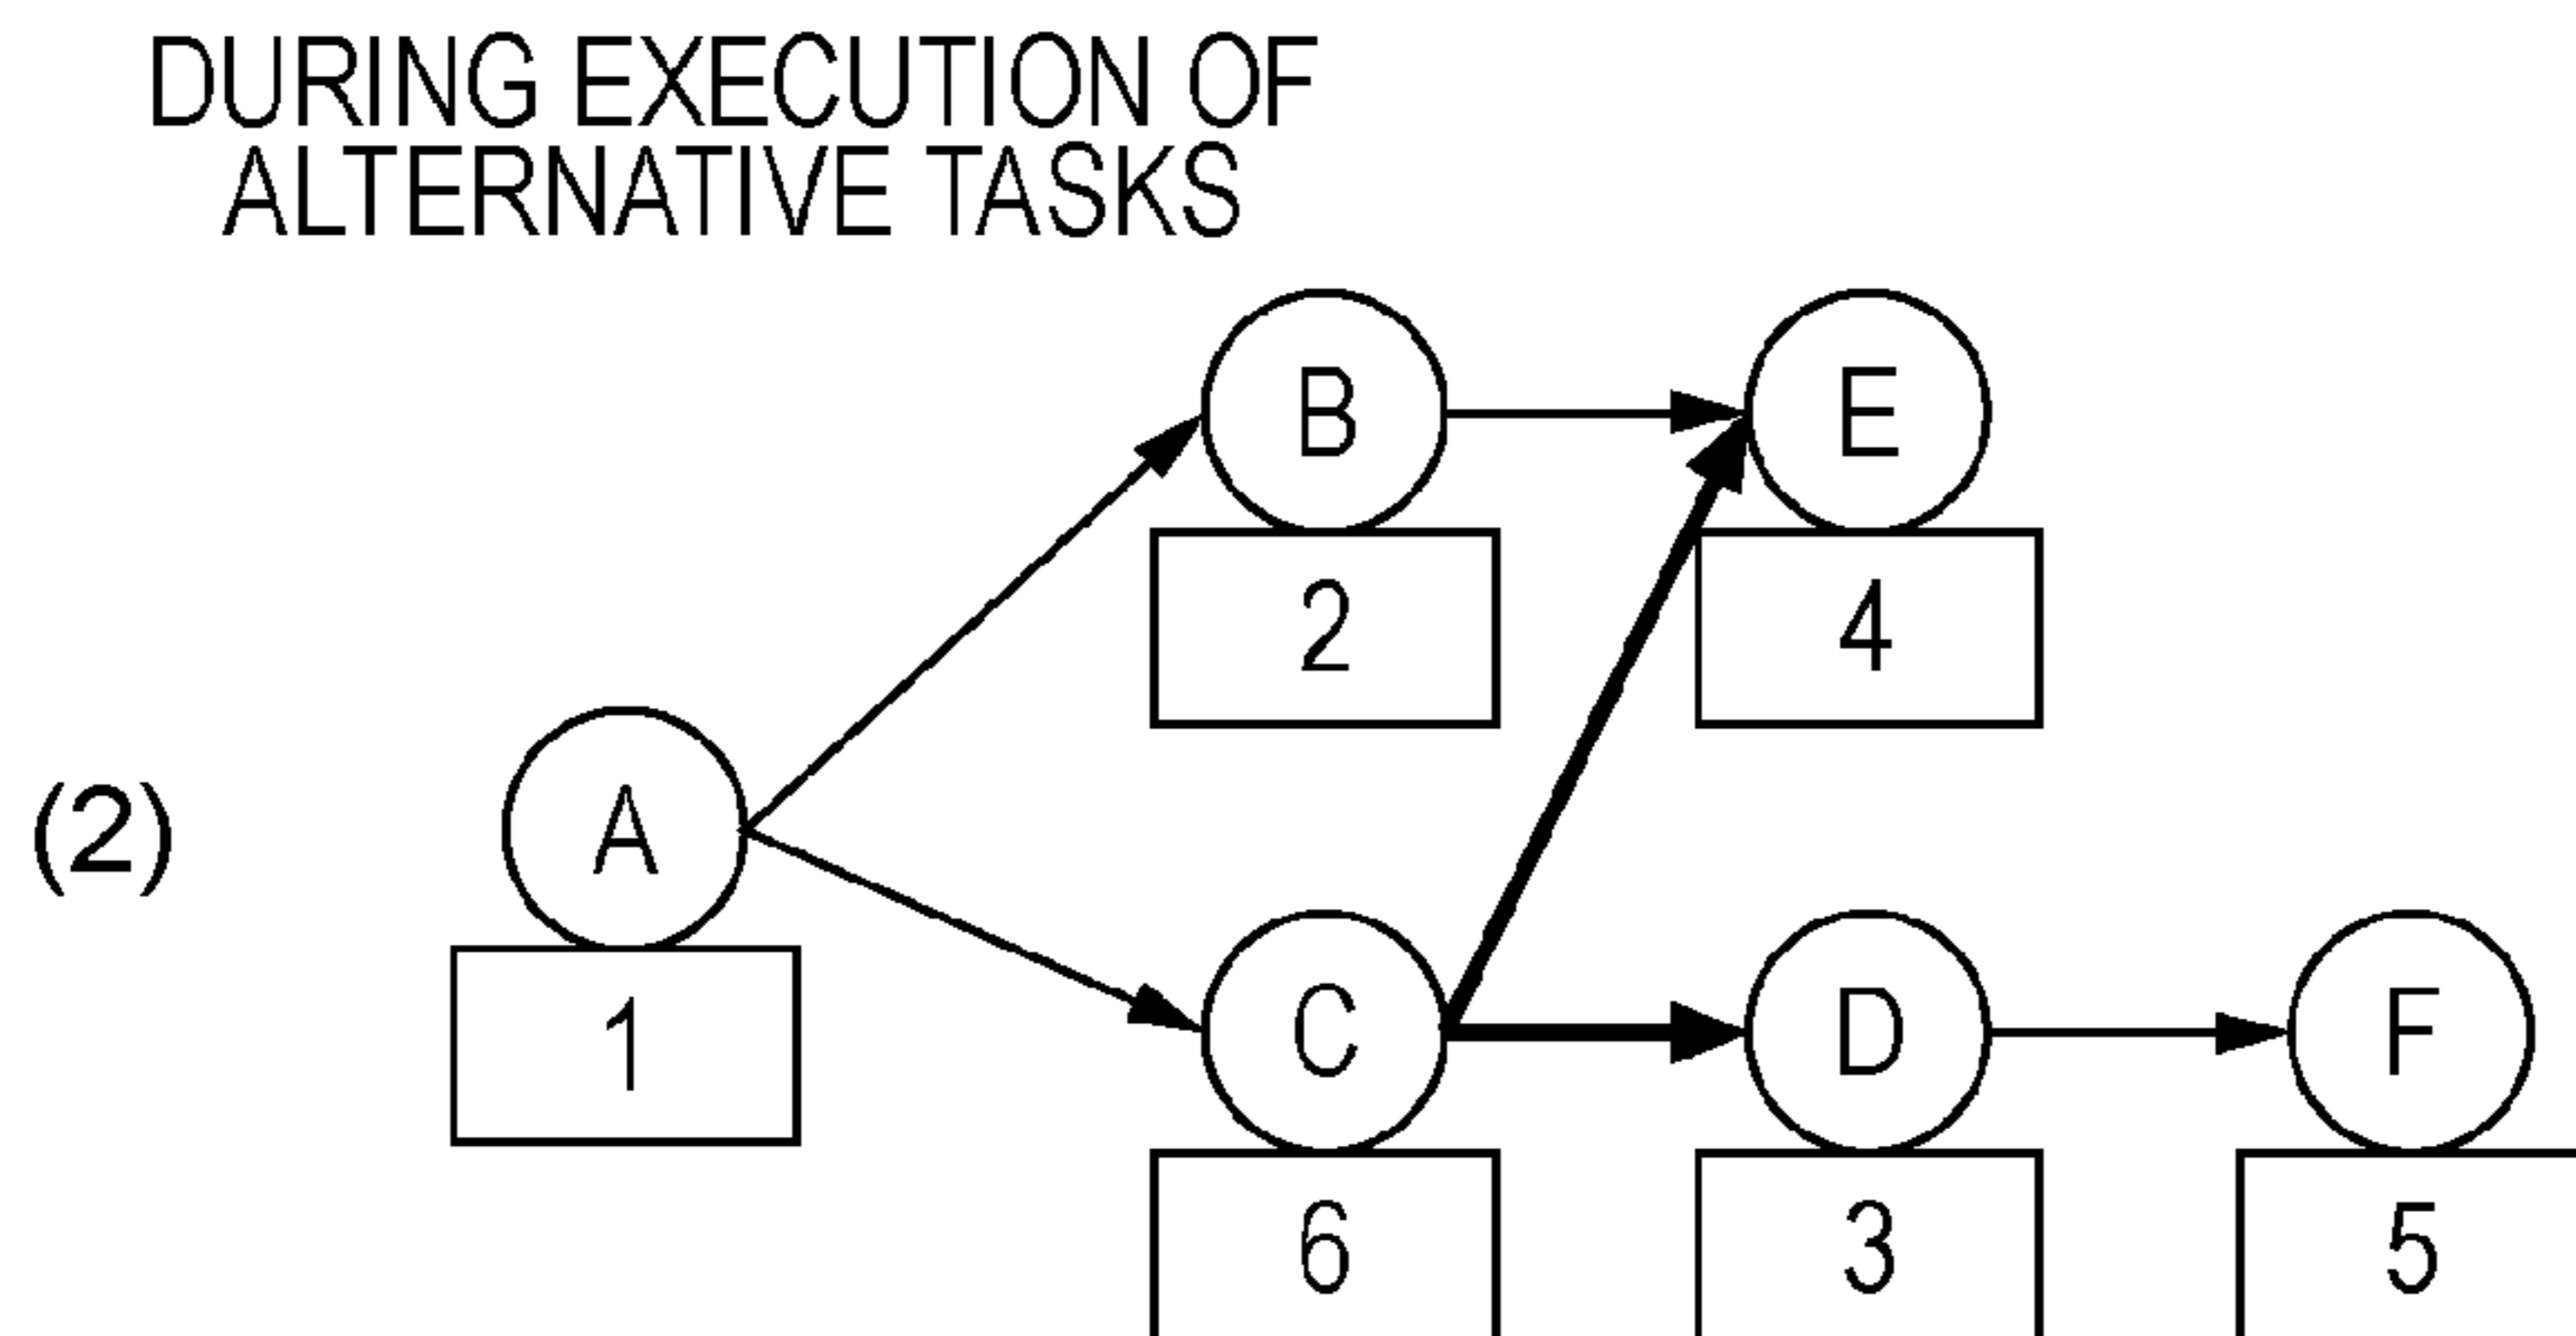 DURING EXECUTION OF
ALTERNATIVE TASKS
B
E
2
4
(2)
A
1
C
D
F
6
3
5